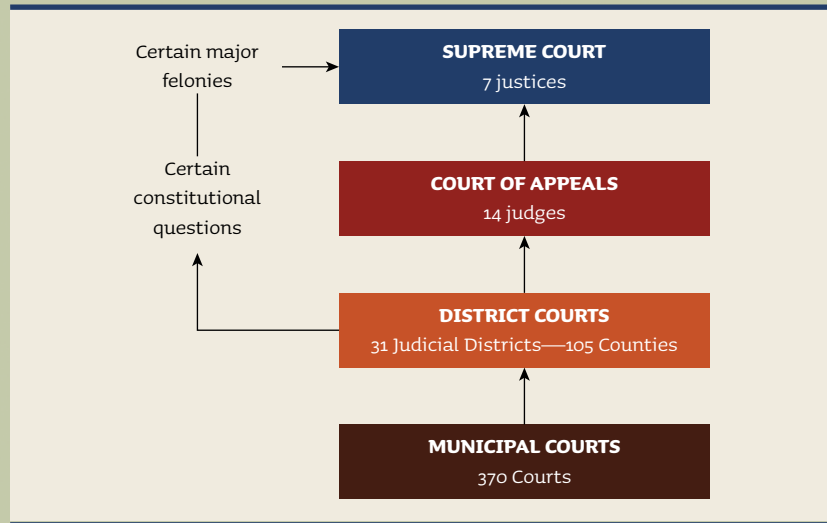 Certain major
felonies
SUPREME COURT
7 justices
Certain
constitutional
questions
COURT OF APPEALS
14 judges
DISTRICT COURTS
31 Judicial Districts—105 Counties
MUNICIPAL COURTS
370 Courts